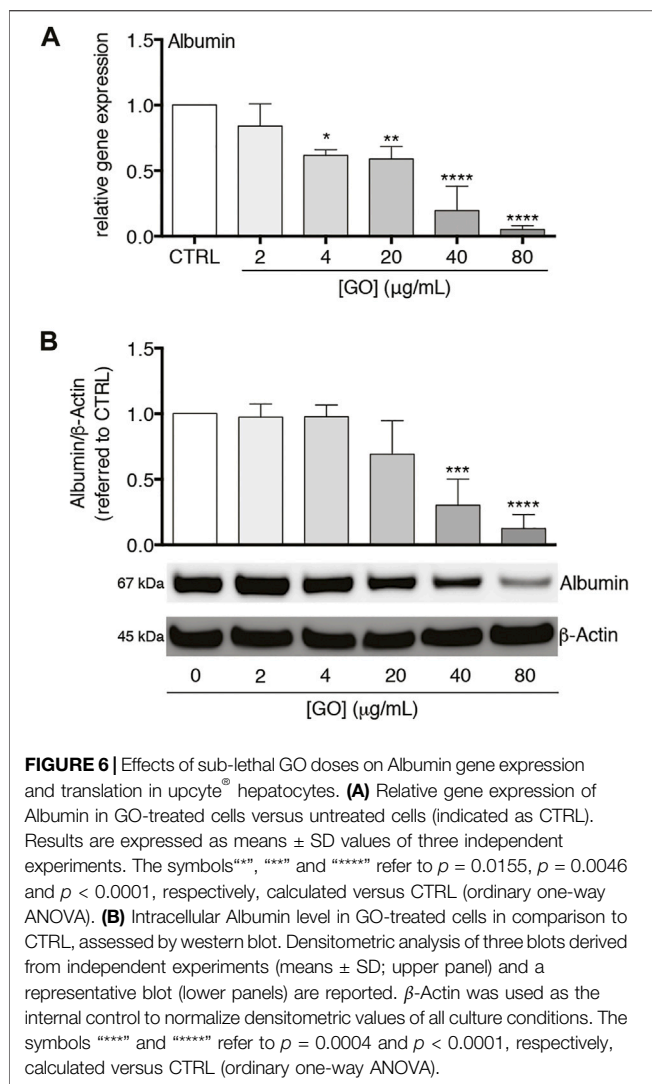 A
Albumin
relative gene expression
1.5
1.0
0.5
0.0
* ** **** ****
CTRL 2 4 20 40 80
[GO] (μg/mL)
B
Albumin/β-Actin
(referred to CTRL)
1.5
1.0
0.5
0.0
*** ****
67 kDa Albumin
45 kDa β-Actin
0 2 4 20 40 80
[GO] (μg/mL)
FIGURE 6 | Effects of sub-lethal GO doses on Albumin gene expression
and translation in upcyte® hepatocytes. (A) Relative gene expression of
Albumin in GO-treated cells versus untreated cells (indicated as CTRL).
Results are expressed as means ± SD values of three independent
experiments. The symbols“*”, “**” and “****” refer to p = 0.0155, p = 0.0046
and p < 0.0001, respectively, calculated versus CTRL (ordinary one-way
ANOVA). (B) Intracellular Albumin level in GO-treated cells in comparison to
CTRL, assessed by western blot. Densitometric analysis of three blots derived
from independent experiments (means ± SD; upper panel) and a
representative blot (lower panels) are reported. β-Actin was used as the
internal control to normalize densitometric values of all culture conditions. The
symbols “***” and “****” refer to p = 0.0004 and p < 0.0001, respectively,
calculated versus CTRL (ordinary one-way ANOVA).